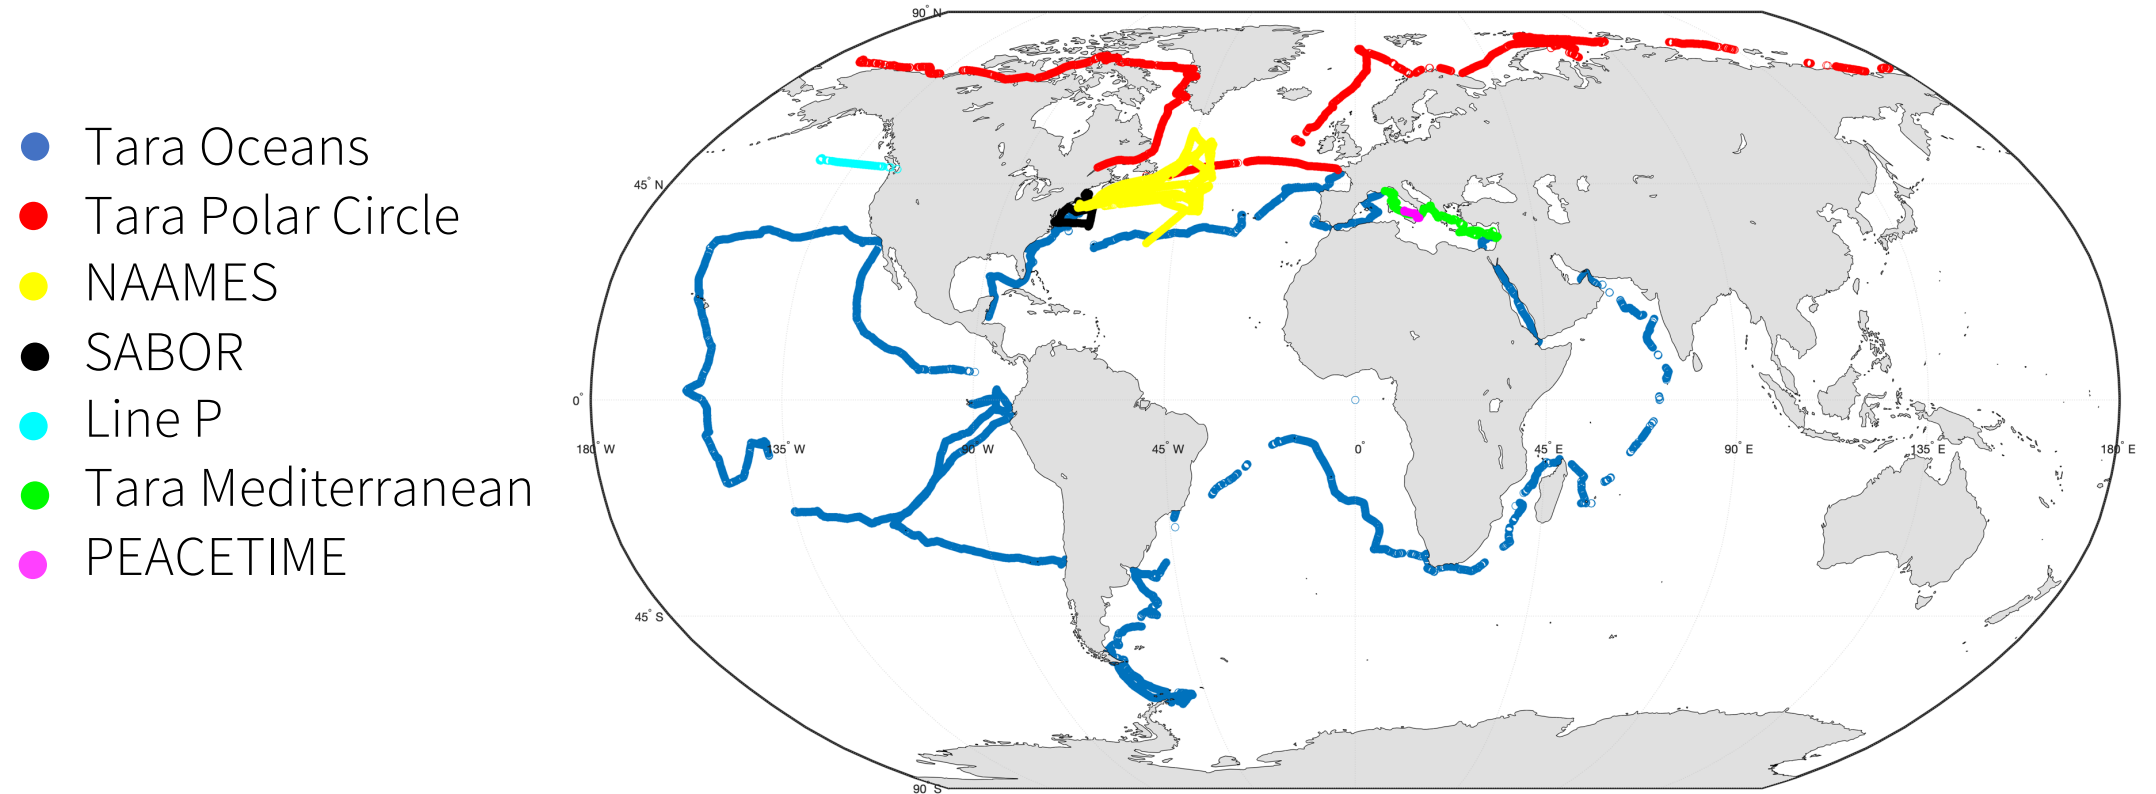 Tara Oceans
Tara Polar Circle
NAAMES
SABOR
Line P
Tara Mediterranean
PEACETIME
90° N
45° N
0°
180° W
135° W
90° W
45° W
0°
45° E
90° E
135° E
180° E
45° S
90° S